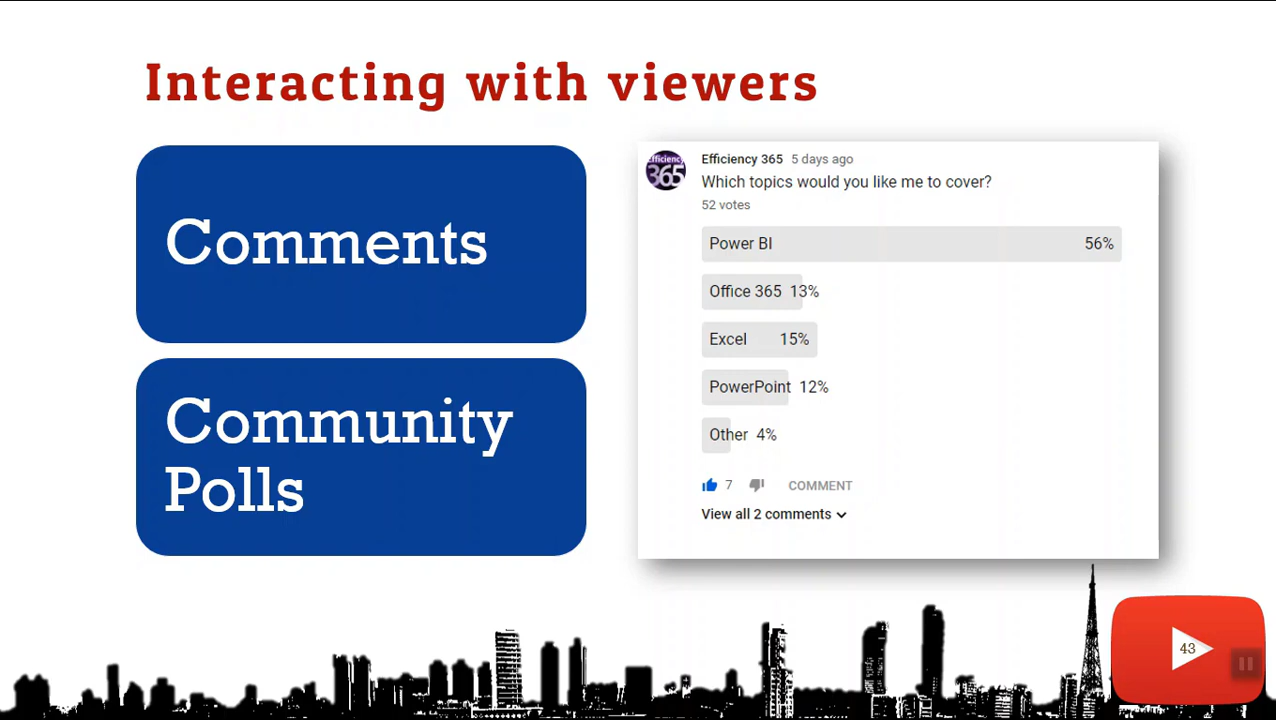 Interacting with viewers
Comments
Community
Polls
Efficiency
365
Efficiency 365 5 days ago
Which topics would you like me to cover?
52 votes
Power BI 56%
Office 365 13%
Excel 15%
PowerPoint 12%
Other 4%
7 COMMENT
View all 2 comments
43